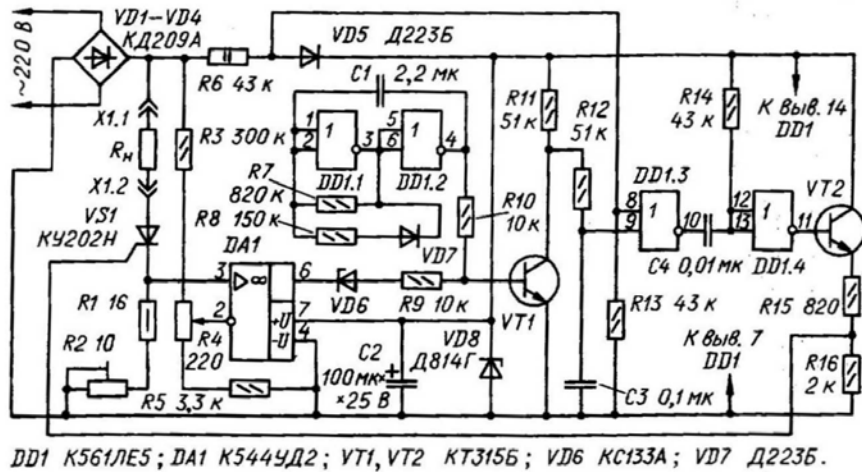 VD1–VD4
КД209А
~220 В
VD5 Д223Б
R6 43 к
C1 2,2 мк
X1.1
Rн
X1.2
R3 300 к
1
2
1
3
DD1.1
5
6
1
4
DD1.2
R7
820 к
R8 150 к
VD7
R10
10 к
R11
51 к
R12
51 к
R14
43 к
К выв. 14
DD1
DD1.3
8
9
1
10
C4 0,01 мк
12
13
1
11
DD1.4
VT2
VS1
КУ202Н
DA1
3
2
∞
6
7
4
+U
-U
VD6
R9 10 к
VT1
R1 16
R2 10
R4
220
R5 3,3 к
C2
100 мк×
×25 В
+
VD8
Д814Г
C3 0,1 мк
R13 43 к
К выв. 7
DD1
R15 820
R16
2 к
DD1 К561ЛЕ5; DA1 К544УД2; VT1, VT2 КТ315Б; VD6 КС133А; VD7 Д223Б.